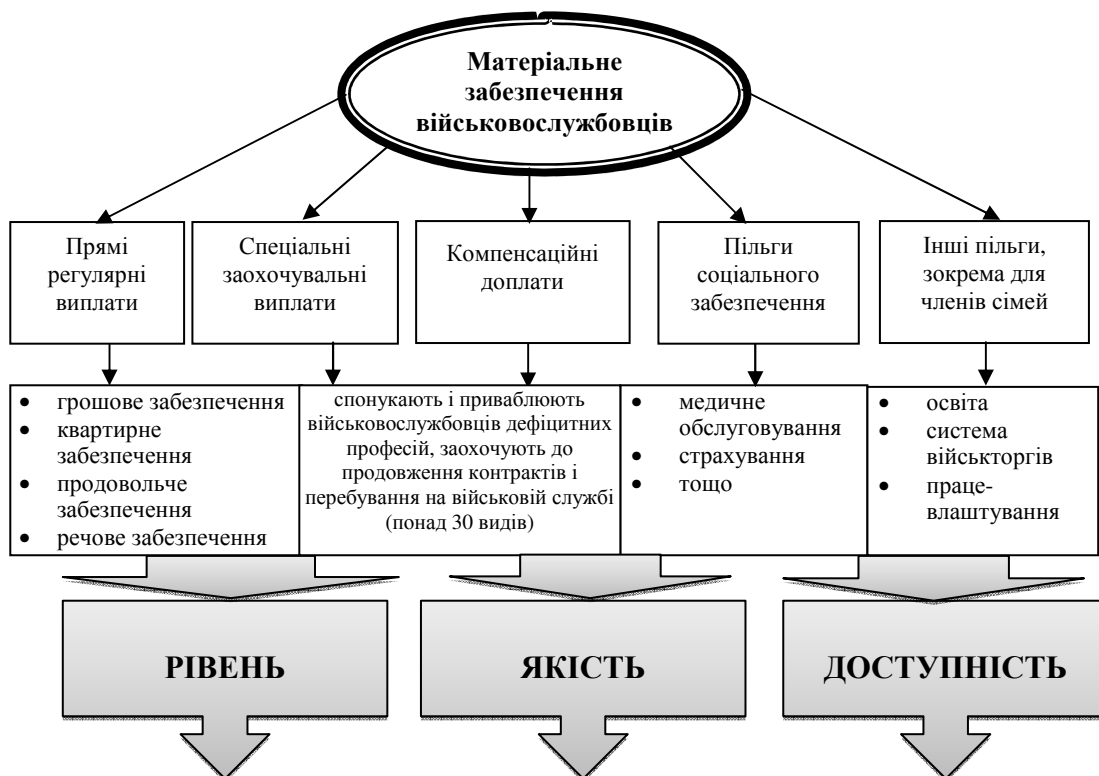 Матеріальне
забезпечення
військовослужбовців
Прямі
регулярні
виплати
Спеціальні
заохочувальні
виплати
Компенсаційні
доплати
Пільги
соціального
забезпечення
Інші пільги,
зокрема для
членів сімей
• грошове забезпечення
• квартирне
забезпечення
• продовольче
забезпечення
• речове забезпечення
спонукають і приваблюють
військовослужбовців дефіцитних
професій, заохочують до
продовження контрактів і
перебування на військовій службі
(понад 30 видів)
• медичне
обслуговування
• страхування
• тощо
• освіта
• система
військторгів
• праце-
влаштування
РІВЕНЬ
ЯКІСТЬ
ДОСТУПНІСТЬ